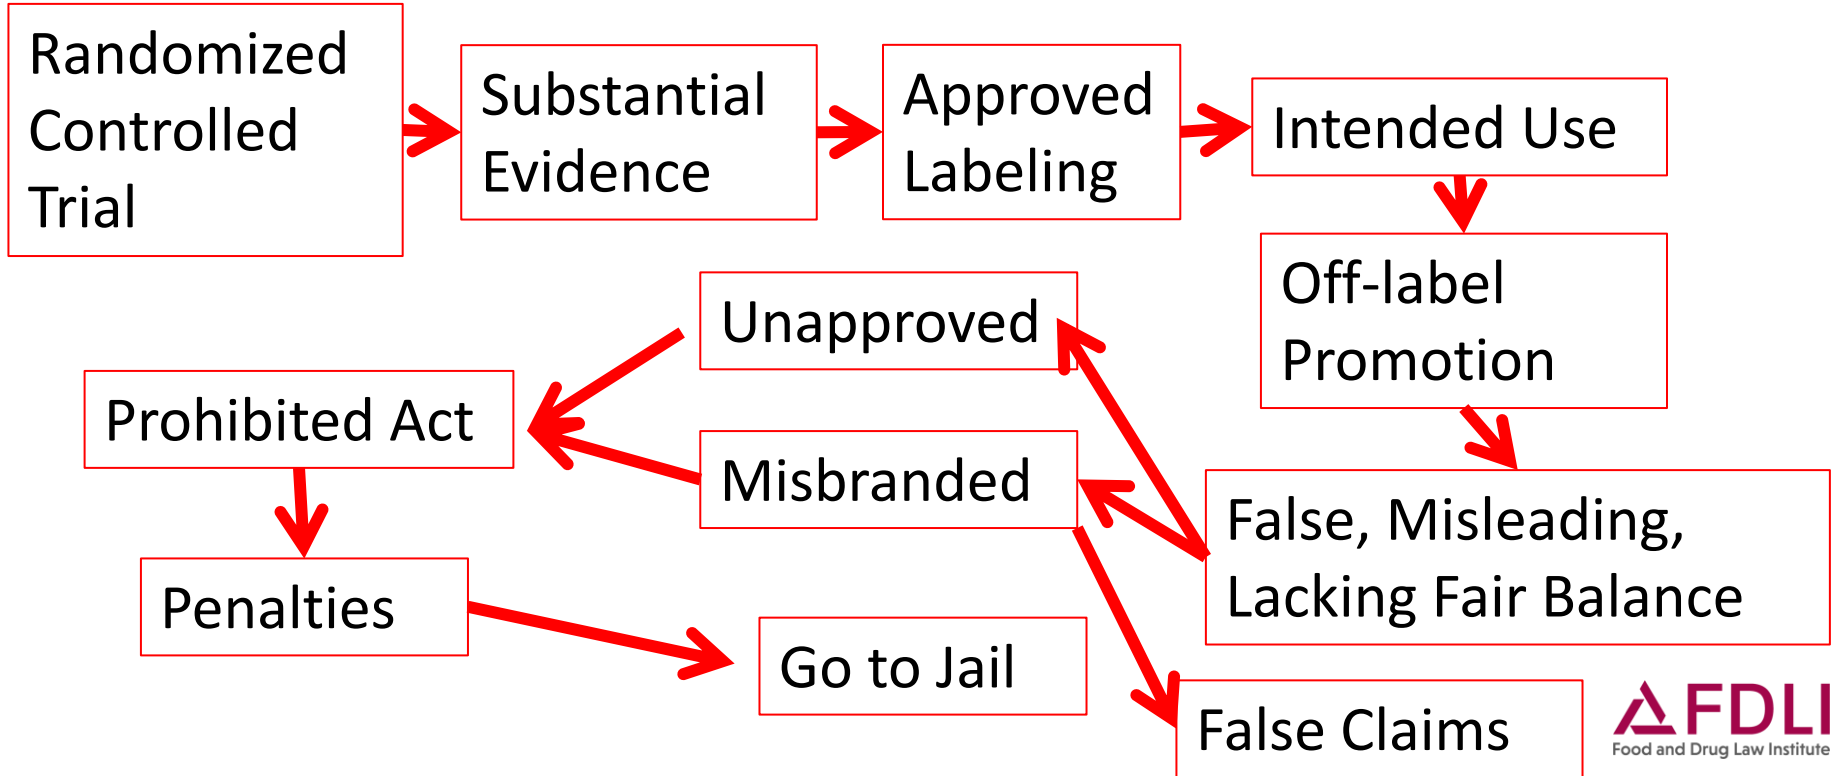 Randomized
Controlled
Trial
Substantial
Evidence
Approved
Labeling
Intended Use
Off-label
Promotion
False, Misleading,
Lacking Fair Balance
Unapproved
Misbranded
Prohibited Act
Penalties
Go to Jail
False Claims
FDLI
Food and Drug Law Institute